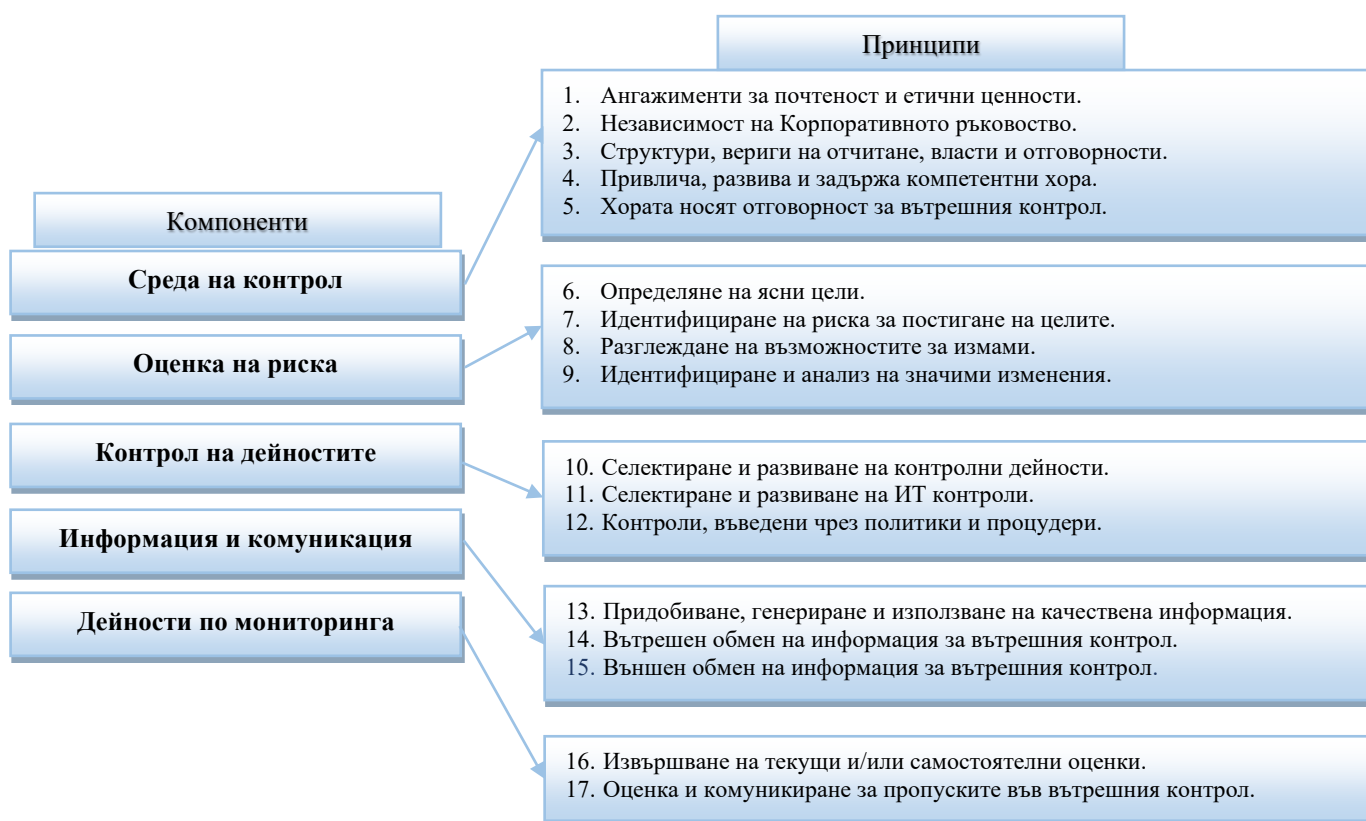 Принципи
1. Ангажименти за почтеност и етични ценности.
2. Независимост на Корпоративното ръковоство.
3. Структури, вериги на отчитане, власти и отговорности.
4. Привлича, развива и задържа компетентни хора.
5. Хората носят отговорност за вътрешния контрол.
Компоненти
Среда на контрол
Оценка на риска
Контрол на дейностите
Информация и комуникация
Дейности по мониторинга
6. Определяне на ясни цели.
7. Идентифициране на риска за постигане на целите.
8. Разглеждане на възможностите за измами.
9. Идентифициране и анализ на значими изменения.
10. Селектиране и развиване на контролни дейности.
11. Селектиране и развиване на ИТ контроли.
12. Контроли, въведени чрез политики и процудери.
13. Придобиване, генериране и използване на качествена информация.
14. Вътрешен обмен на информация за вътрешния контрол.
15. Външен обмен на информация за вътрешния контрол.
16. Извършване на текущи и/или самостоятелни оценки.
17. Оценка и комуникиране за пропуските във вътрешния контрол.